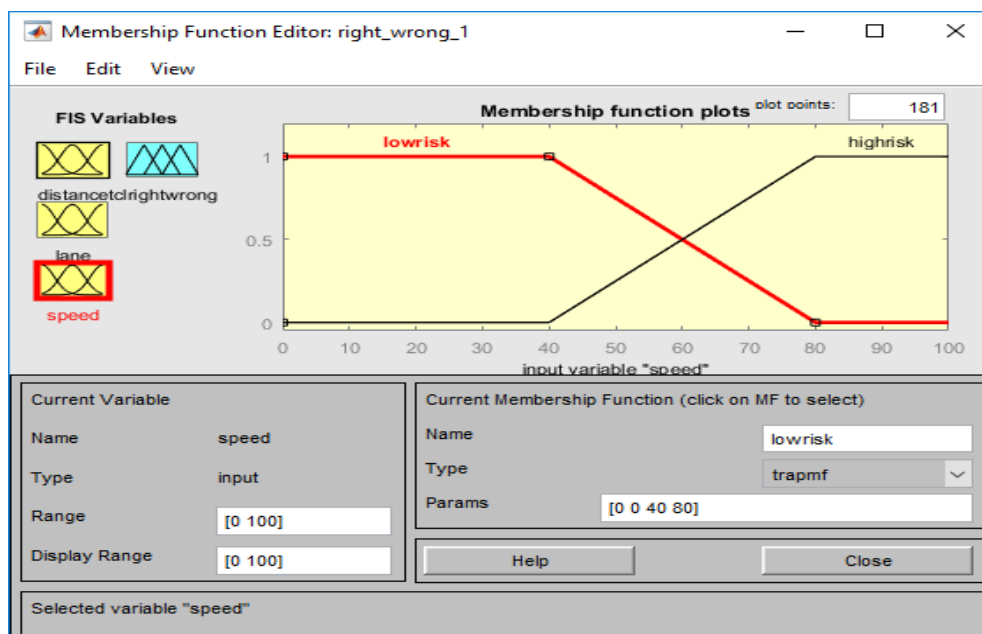 Membership Function Editor: right_wrong_1
File Edit View
FIS Variables
distancetclrightwrong
lane
speed
Membership function plots
plot points:
181
lowrisk
highrisk
1
0.5
0
0 10 20 30 40 50 60 70 80 90 100
input variable "speed"
Current Variable
Name speed
Type input
Range [0 100]
Display Range [0 100]
Current Membership Function (click on MF to select)
Name lowrisk
Type trapmf
Params [0 0 40 80]
Help Close
Selected variable "speed"